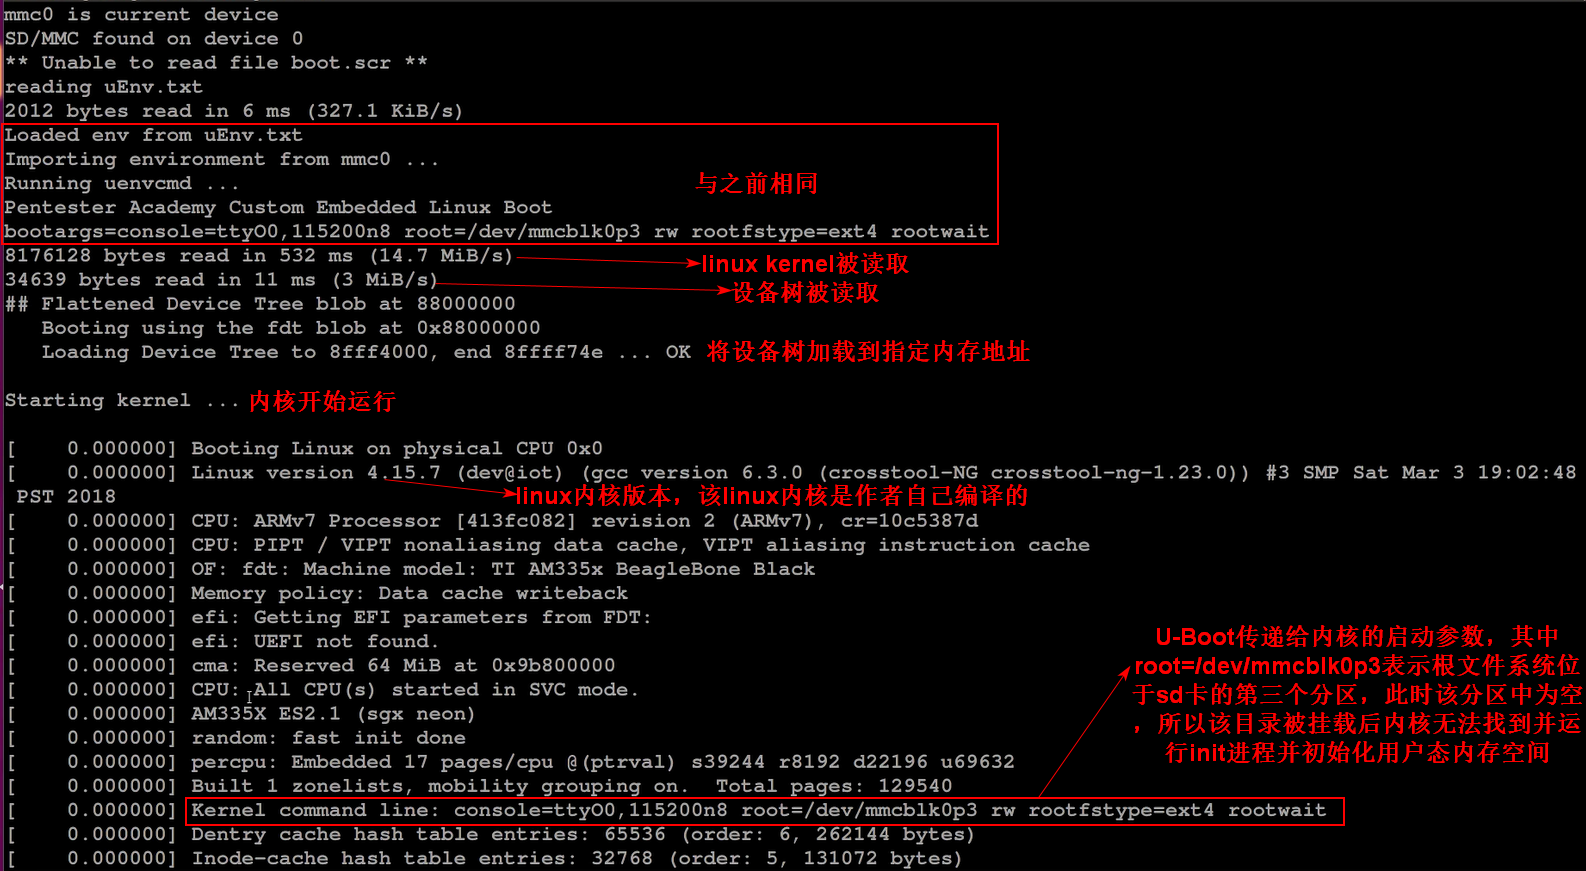 mmc0 is current device
SD/MMC found on device 0
** Unable to read file boot.scr **
reading uEnv.txt
2012 bytes read in 6 ms (327.1 KiB/s)
Loaded env from uEnv.txt
Importing environment from mmc0 ...
Running uenvcmd ...
与之前相同
Pentester Academy Custom Embedded Linux Boot
bootargs=console=ttyO0,115200n8 root=/dev/mmcblk0p3 rw rootfstype=ext4 rootwait
8176128 bytes read in 532 ms (14.7 MiB/s)
linux kernel被读取
34639 bytes read in 11 ms (3 MiB/s)
设备树被读取
## Flattened Device Tree blob at 88000000
Booting using the fdt blob at 0x88000000
Loading Device Tree to 8fff4000, end 8ffff74e ... OK 将设备树加载到指定内存地址
Starting kernel ... 内核开始运行
[    0.000000] Booting Linux on physical CPU 0x0
[    0.000000] Linux version 4.15.7 (dev@iot) (gcc version 6.3.0 (crosstool-NG crosstool-ng-1.23.0)) #3 SMP Sat Mar 3 19:02:48
PST 2018
linux内核版本，该linux内核是作者自己编译的
[    0.000000] CPU: ARMv7 Processor [413fc082] revision 2 (ARMv7), cr=10c5387d
[    0.000000] CPU: PIPT / VIPT nonaliasing data cache, VIPT aliasing instruction cache
[    0.000000] OF: fdt: Machine model: TI AM335x BeagleBone Black
[    0.000000] Memory policy: Data cache writeback
[    0.000000] efi: Getting EFI parameters from FDT:
[    0.000000] efi: UEFI not found.
[    0.000000] cma: Reserved 64 MiB at 0x9b800000
[    0.000000] CPU: All CPU(s) started in SVC mode.
[    0.000000] AM335X ES2.1 (sgx neon)
[    0.000000] random: fast init done
[    0.000000] percpu: Embedded 17 pages/cpu @(ptrval) s39244 r8192 d22196 u69632
[    0.000000] Built 1 zonelists, mobility grouping on.  Total pages: 129540
[    0.000000] Kernel command line: console=ttyO0,115200n8 root=/dev/mmcblk0p3 rw rootfstype=ext4 rootwait
[    0.000000] Dentry cache hash table entries: 65536 (order: 6, 262144 bytes)
[    0.000000] Inode-cache hash table entries: 32768 (order: 5, 131072 bytes)
U-Boot传递给内核的启动参数，其中
root=/dev/mmcblk0p3表示根文件系统位
于sd卡的第三个分区，此时该分区中为空
，所以该目录被挂载后内核无法找到并运
行init进程并初始化用户态内存空间